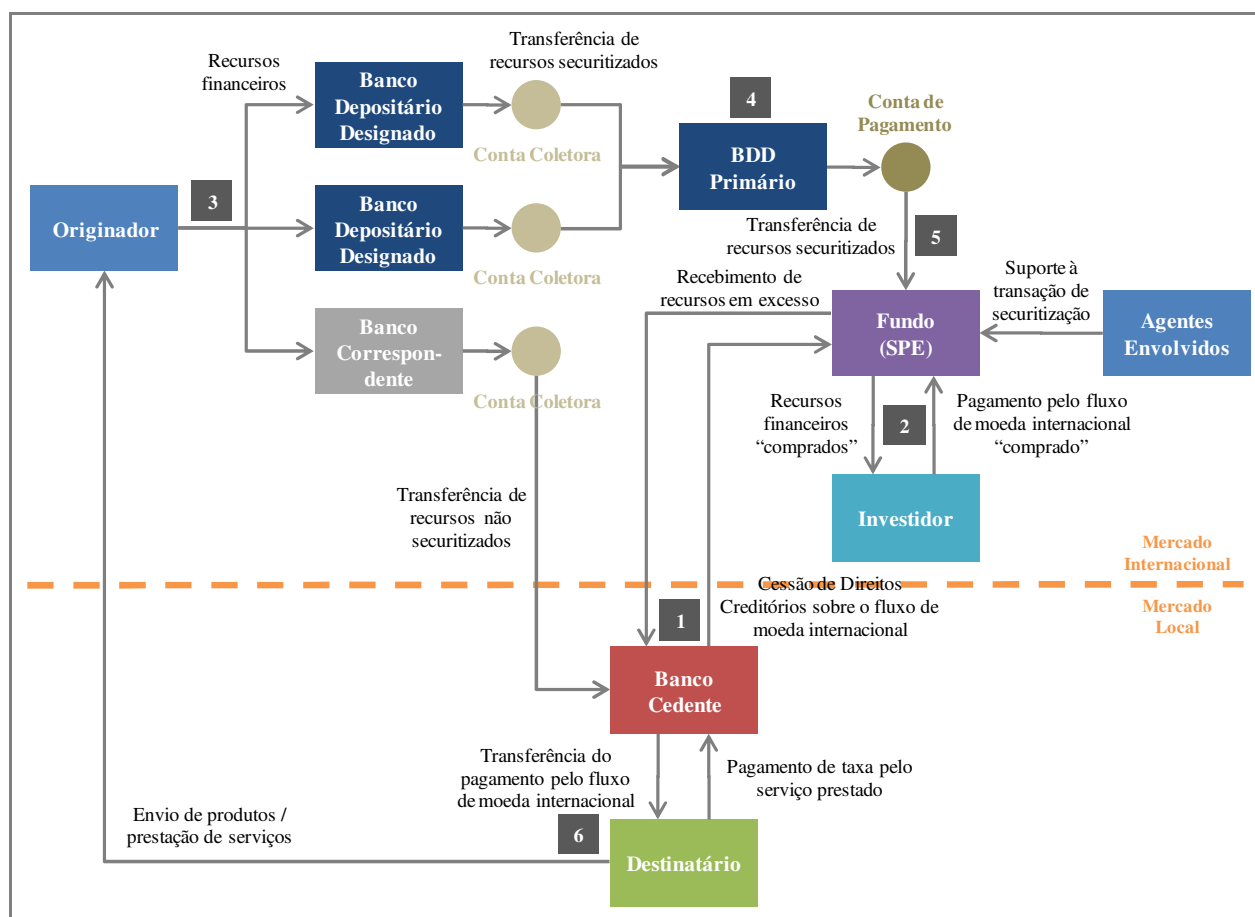 Recursos
financeiros
Transferência de
recursos securitizados
Banco
Depositário
Designado
Conta Coletora
4
BDD
Primário
Conta de
Pagamento
3
Originador
Banco
Depositário
Designado
Conta Coletora
Transferência de
recursos securitizados
5
Recebimento de
recursos em excesso
Suporte à
transação de
securitização
Banco
Correspon-
dente
Conta Coletora
Fundo
(SPE)
Agentes
Envolvidos
Recursos
financeiros
“comprados”
2
Pagamento pelo fluxo
de moeda internacional
“comprado”
Transferência de
recursos não
securitizados
Investidor
Mercado
Internacional
Cessão de Direitos
Creditórios sobre o fluxo de
moeda internacional
Mercado
Local
1
Banco
Cedente
Transferência do
pagamento pelo fluxo
de moeda internacional
Pagamento de taxa pelo
serviço prestado
Envio de produtos /
prestação de serviços
6
Destinatário